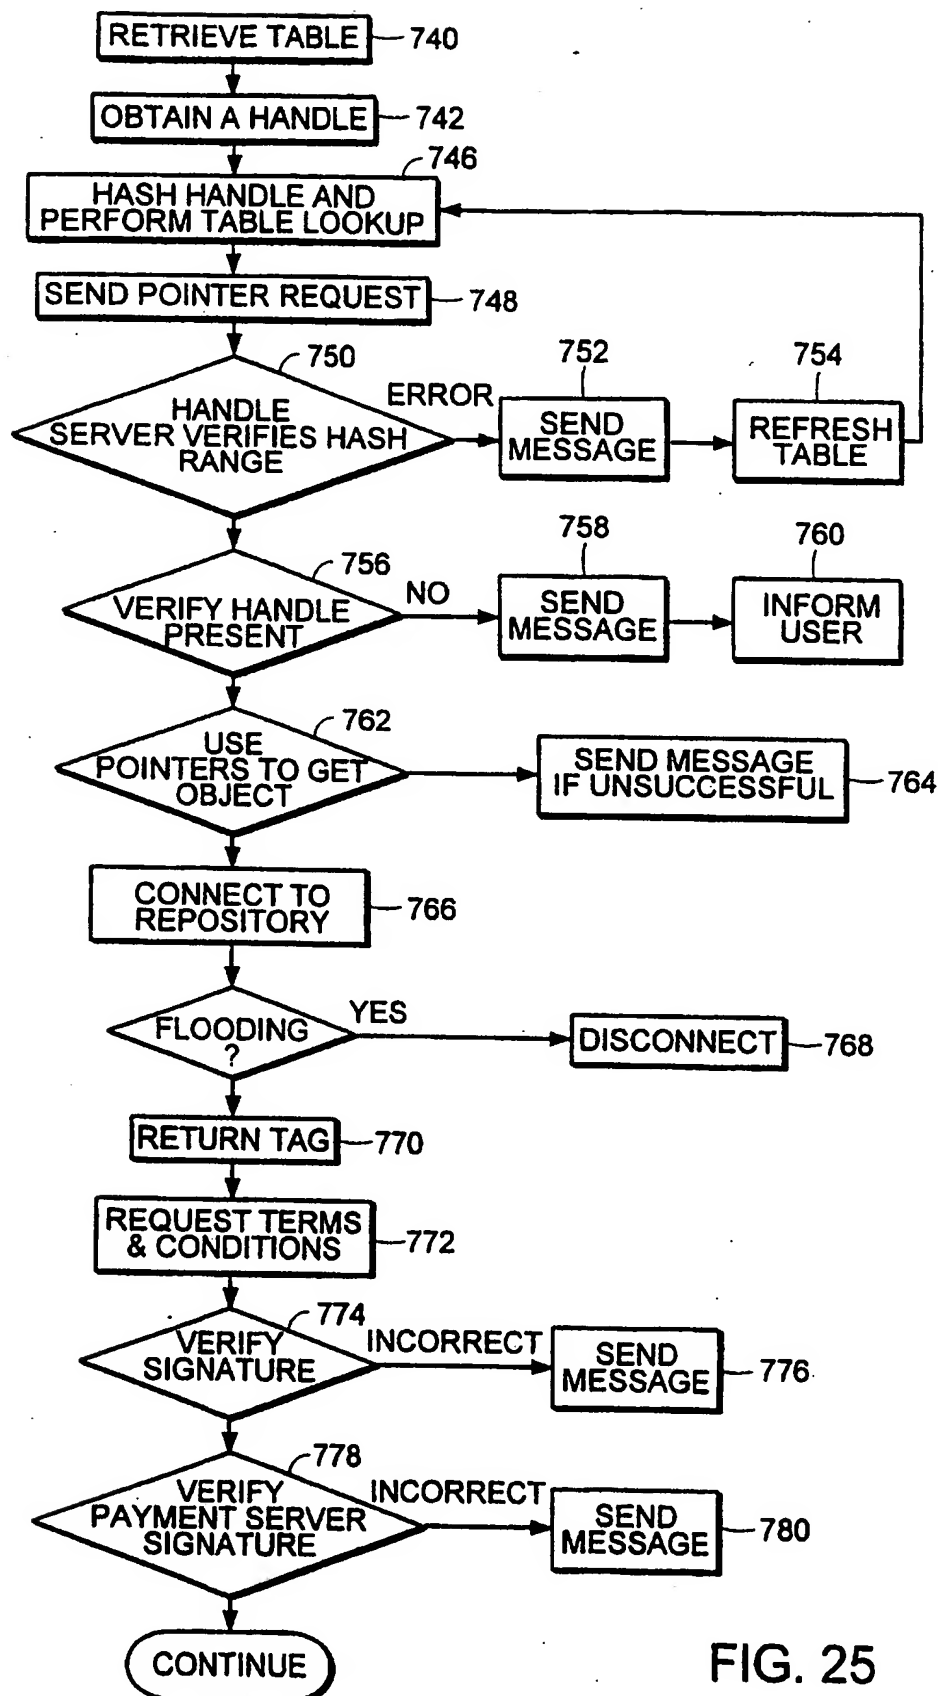 RETRIEVE TABLE 740
OBTAIN A HANDLE 742
746
HASH HANDLE AND
PERFORM TABLE LOOKUP
SEND POINTER REQUEST 748
750
HANDLE
SERVER VERIFIES HASH
RANGE
ERROR
752
SEND
MESSAGE
754
REFRESH
TABLE
756
VERIFY HANDLE
PRESENT
NO
758
SEND
MESSAGE
760
INFORM
USER
762
USE
POINTERS TO GET
OBJECT
SEND MESSAGE
IF UNSUCCESSFUL
764
CONNECT TO
REPOSITORY
766
FLOODING
?
YES
DISCONNECT 768
RETURN TAG 770
REQUEST TERMS
& CONDITIONS
772
774
VERIFY
SIGNATURE
INCORRECT
SEND
MESSAGE
776
778
VERIFY
PAYMENT SERVER
SIGNATURE
INCORRECT
SEND
MESSAGE
780
CONTINUE
FIG. 25